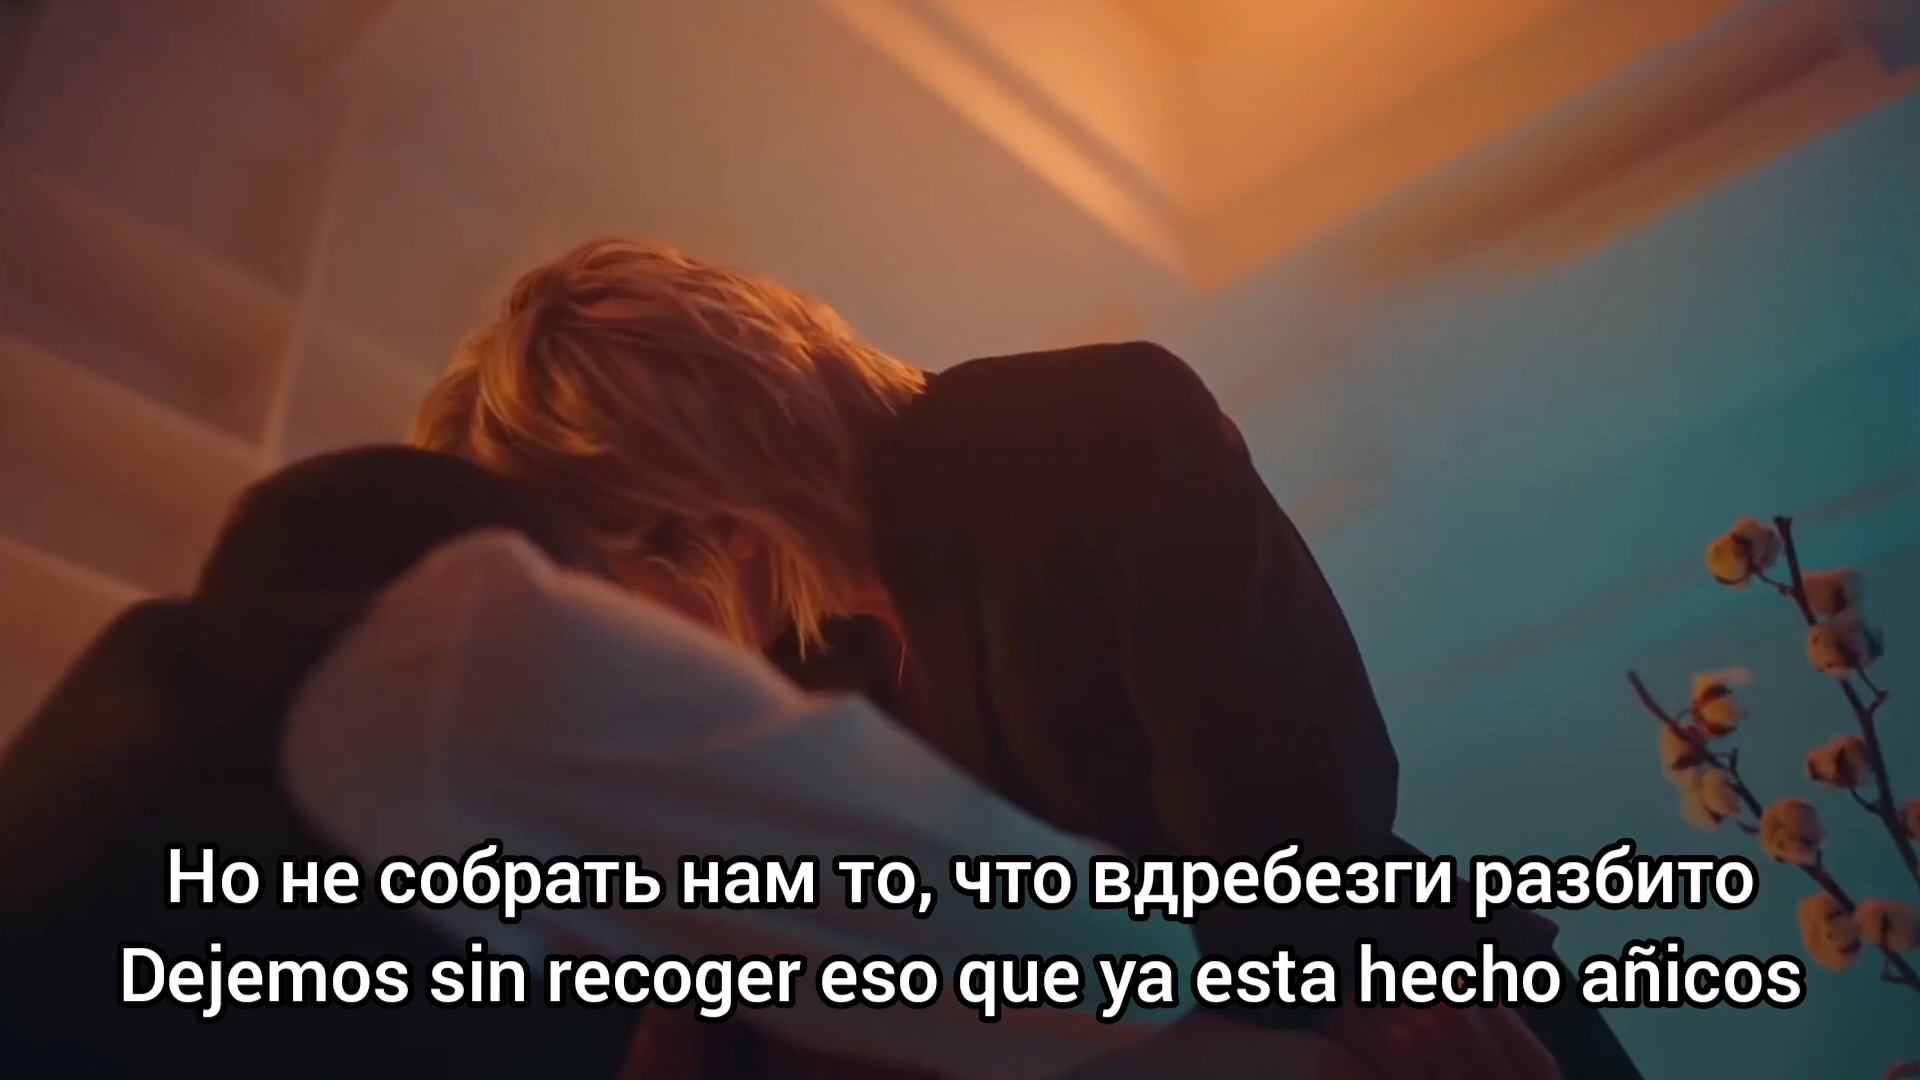 Но не собрать нам то, что вдребезги разбито
Dejemos sin recoger eso que ya esta hecho añicos